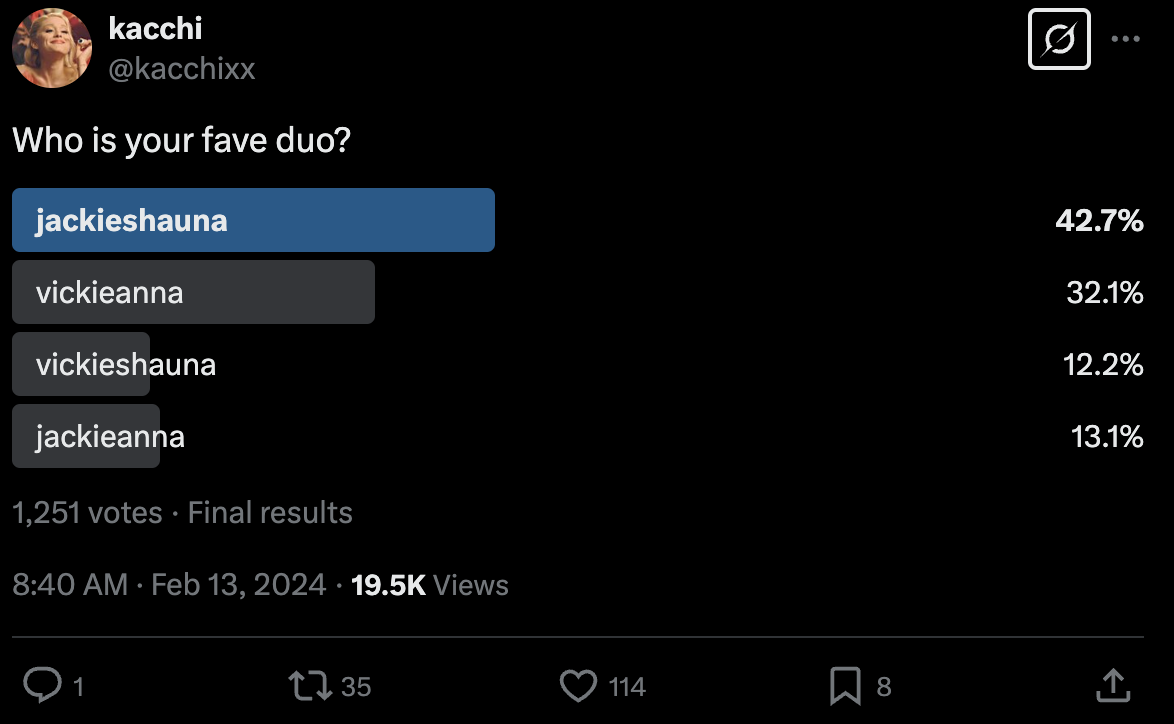 kacchi
@kacchixx
Who is your fave duo?
jackieshauna 42.7%
vickieanna 32.1%
vickieshauna 12.2%
jackieanna 13.1%
1,251 votes · Final results
8:40 AM · Feb 13, 2024 · 19.5K Views
1 35 114 8